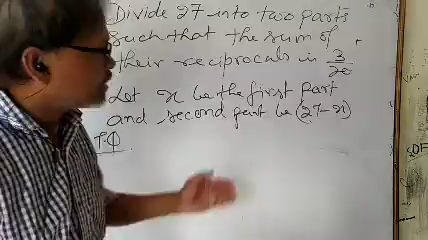 Divide 27 into two parts
such that the sum of
their reciprocals is 3/20
Let x be the first part
and second part be (27-x)
T.Q